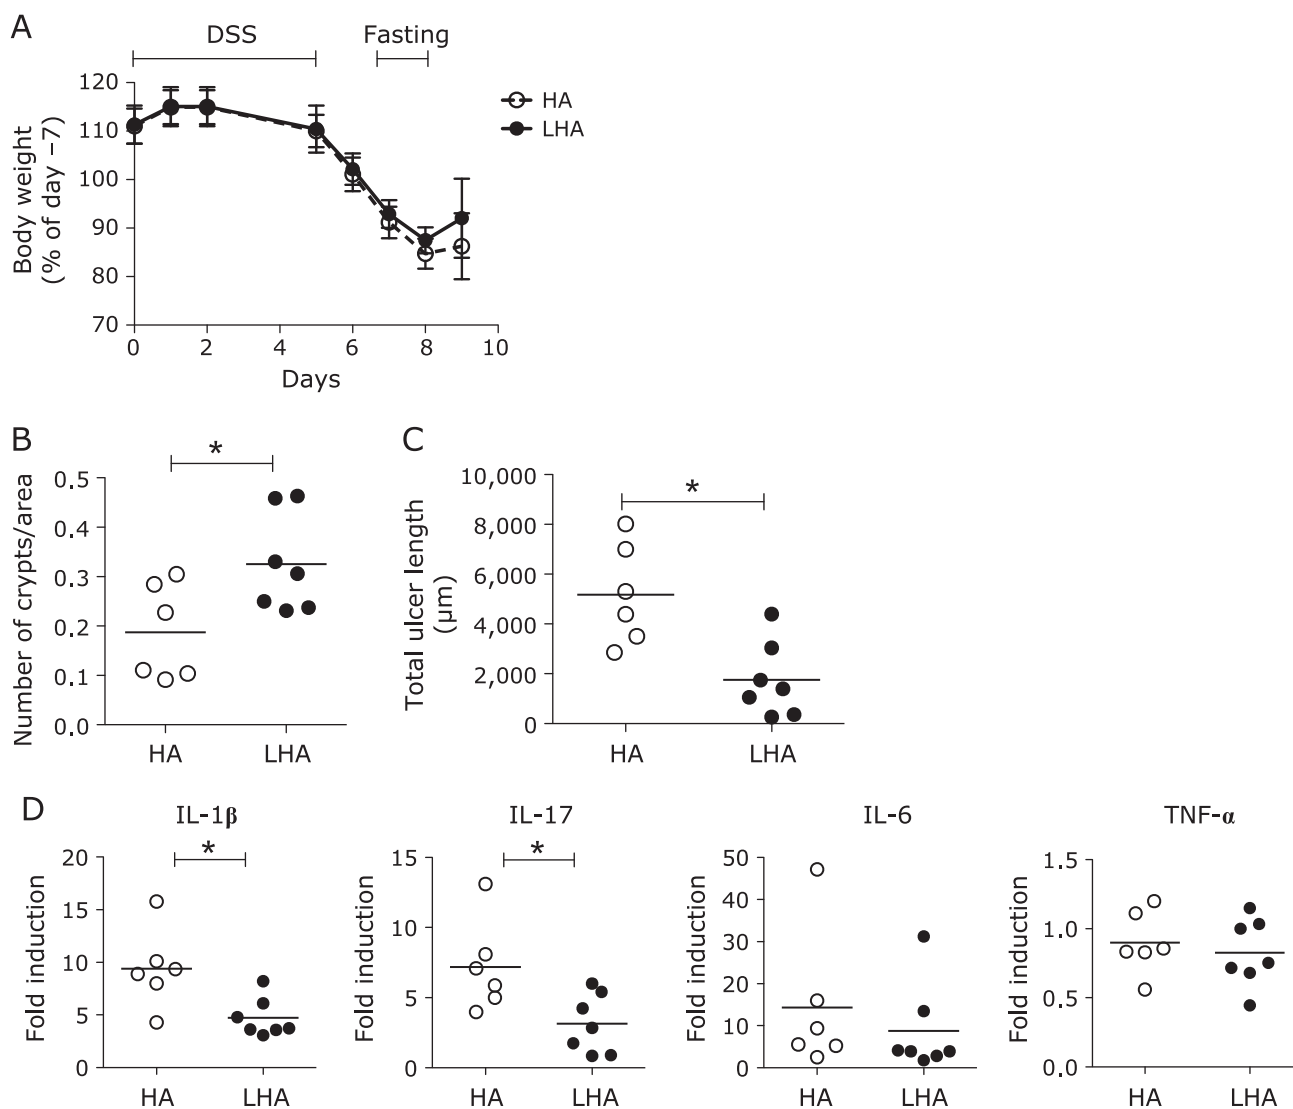 A
DSS
Fasting
Body weight
(% of day −7)
120
110
100
90
80
70
0
2
4
6
8
10
Days
HA
LHA
B
*
Number of crypts/area
0.5
0.4
0.3
0.2
0.1
0.0
HA
LHA
C
*
Total ulcer length
(μm)
10,000
8,000
6,000
4,000
2,000
0
HA
LHA
D
IL-1β
*
Fold induction
20
15
10
5
0
HA
LHA
IL-17
*
Fold induction
15
10
5
0
HA
LHA
IL-6
Fold induction
50
40
30
20
10
0
HA
LHA
TNF-α
Fold induction
1.5
1.0
0.5
0.0
HA
LHA